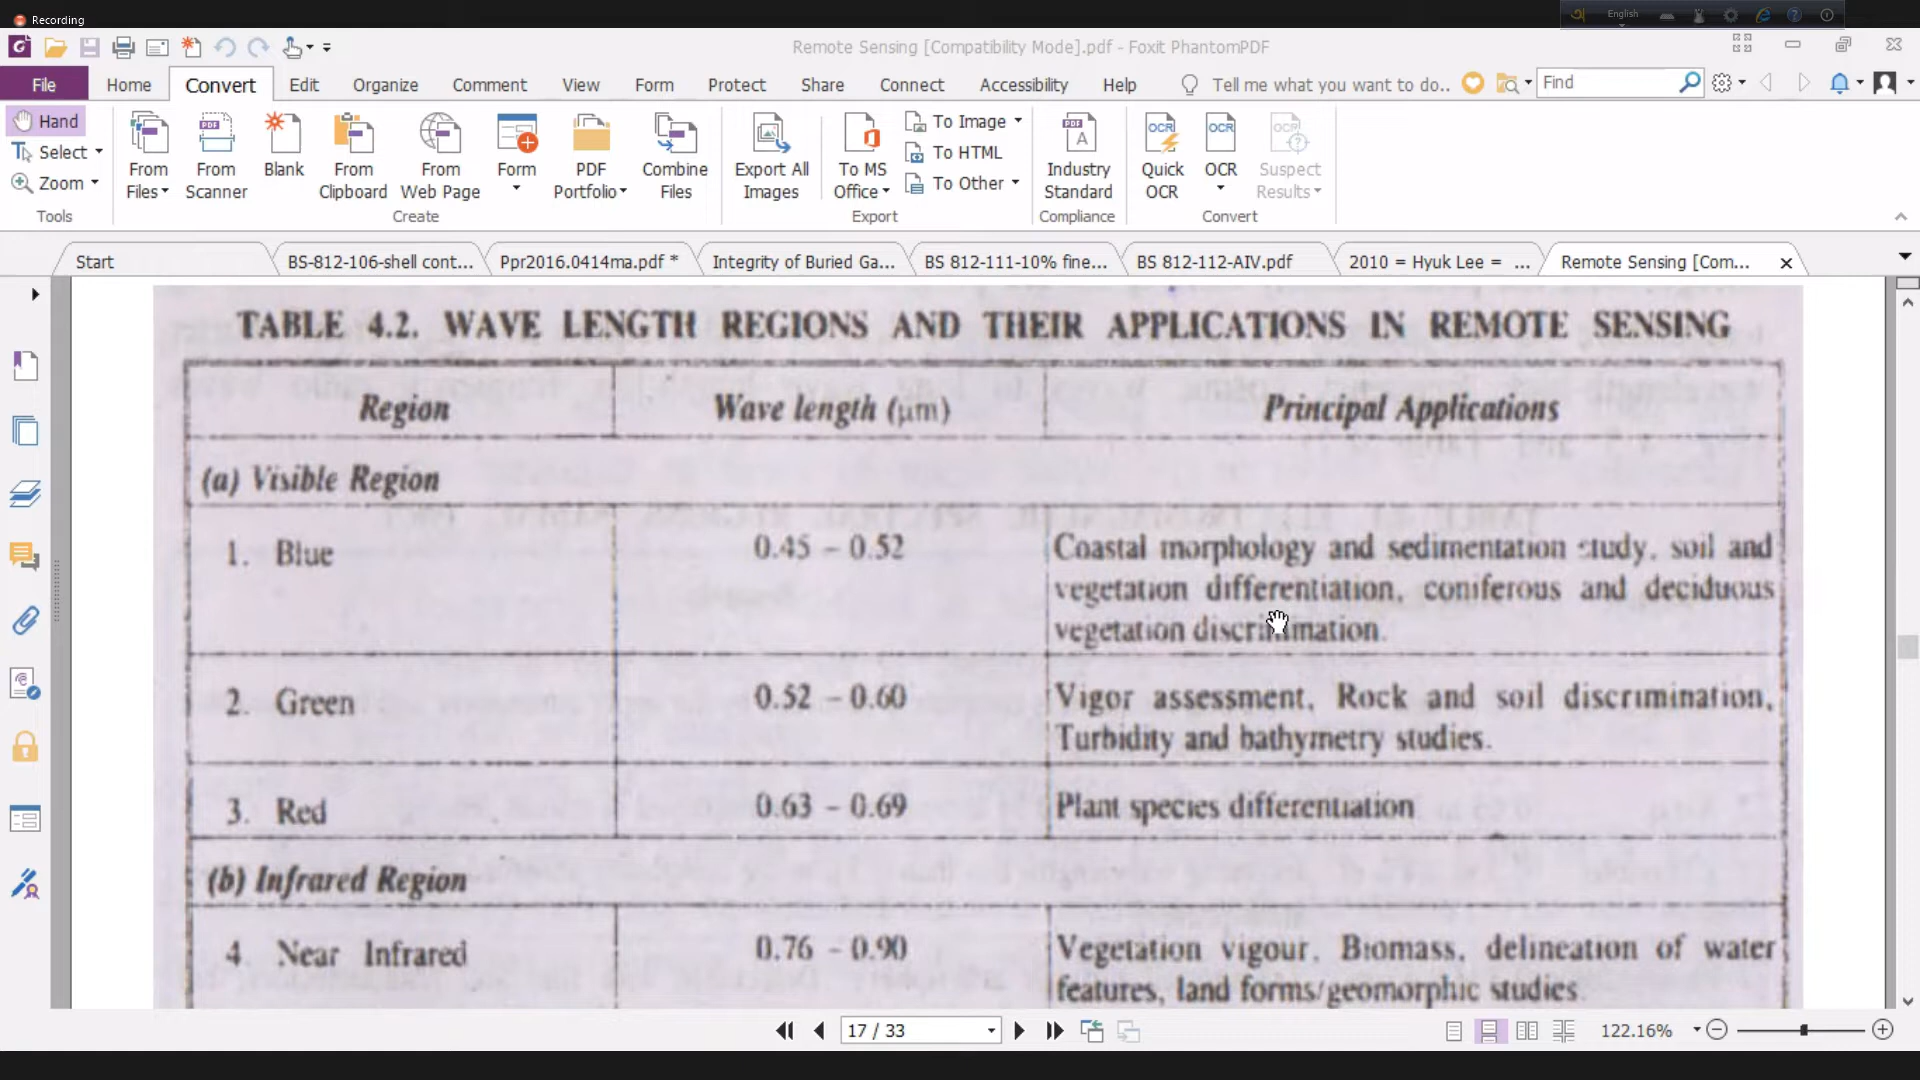 Recording
English
Remote Sensing [Compatibility Mode].pdf - Foxit PhantomPDF
File Home Convert Edit Organize Comment View Form Protect Share Connect Accessibility Help Tell me what you want to do.. Find
Hand
Select
Zoom
Tools
From Files
From Scanner
Blank
From Clipboard
From Web Page
Form
PDF Portfolio
Combine Files
Create
Export All Images
To MS Office
To Image
To HTML
To Other
Export
Industry Standard
Compliance
Quick OCR
OCR
Suspect Results
Convert
Start
BS-812-106-shell cont...
Ppr2016.0414ma.pdf *
Integrity of Buried Ga...
BS 812-111-10% fine...
BS 812-112-AIV.pdf
2010 = Hyuk Lee = ...
Remote Sensing [Com...
TABLE 4.2. WAVE LENGTH REGIONS AND THEIR APPLICATIONS IN REMOTE SENSING
Region Wave length (μm) Principal Applications
(a) Visible Region
1. Blue 0.45 – 0.52 Coastal morphology and sedimentation study, soil and
vegetation differentiation, coniferous and deciduous
vegetation discrimination.
2. Green 0.52 – 0.60 Vigor assessment, Rock and soil discrimination,
Turbidity and bathymetry studies.
3. Red 0.63 – 0.69 Plant species differentiation
(b) Infrared Region
4 Near Infrared 0.76 – 0.90 Vegetation vigour, Biomass, delineation of water
features, land forms/geomorphic studies.
17 / 33
122.16%